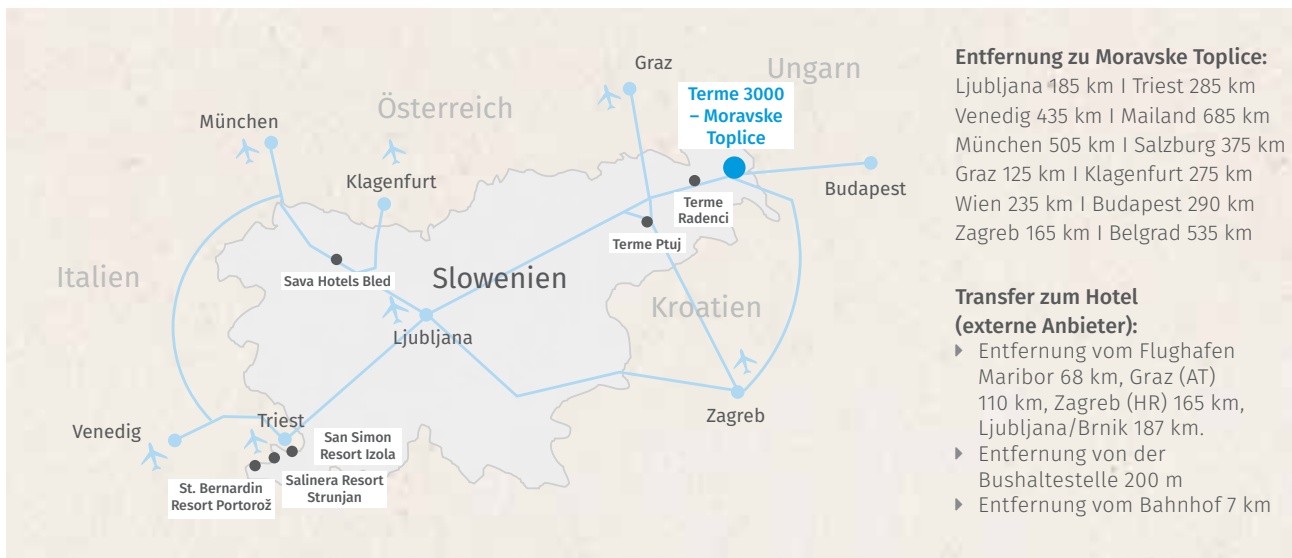 Graz
Ungarn
Österreich
Terme 3000
– Moravske
Toplice
München
Klagenfurt
Budapest
Terme
Radenci
Terme Ptuj
Italien
Sava Hotels Bled
Slowenien
Kroatien
Ljubljana
Zagreb
Venedig
Triest
San Simon
Resort Izola
Salinera Resort
Strunjan
St. Bernardin
Resort Portorož
Entfernung zu Moravske Toplice:
Ljubljana 185 km I Triest 285 km
Venedig 435 km I Mailand 685 km
München 505 km I Salzburg 375 km
Graz 125 km I Klagenfurt 275 km
Wien 235 km I Budapest 290 km
Zagreb 165 km I Belgrad 535 km
Transfer zum Hotel
(externe Anbieter):
Entfernung vom Flughafen
Maribor 68 km, Graz (AT)
110 km, Zagreb (HR) 165 km,
Ljubljana/Brnik 187 km.
Entfernung von der
Bushaltestelle 200 m
Entfernung vom Bahnhof 7 km